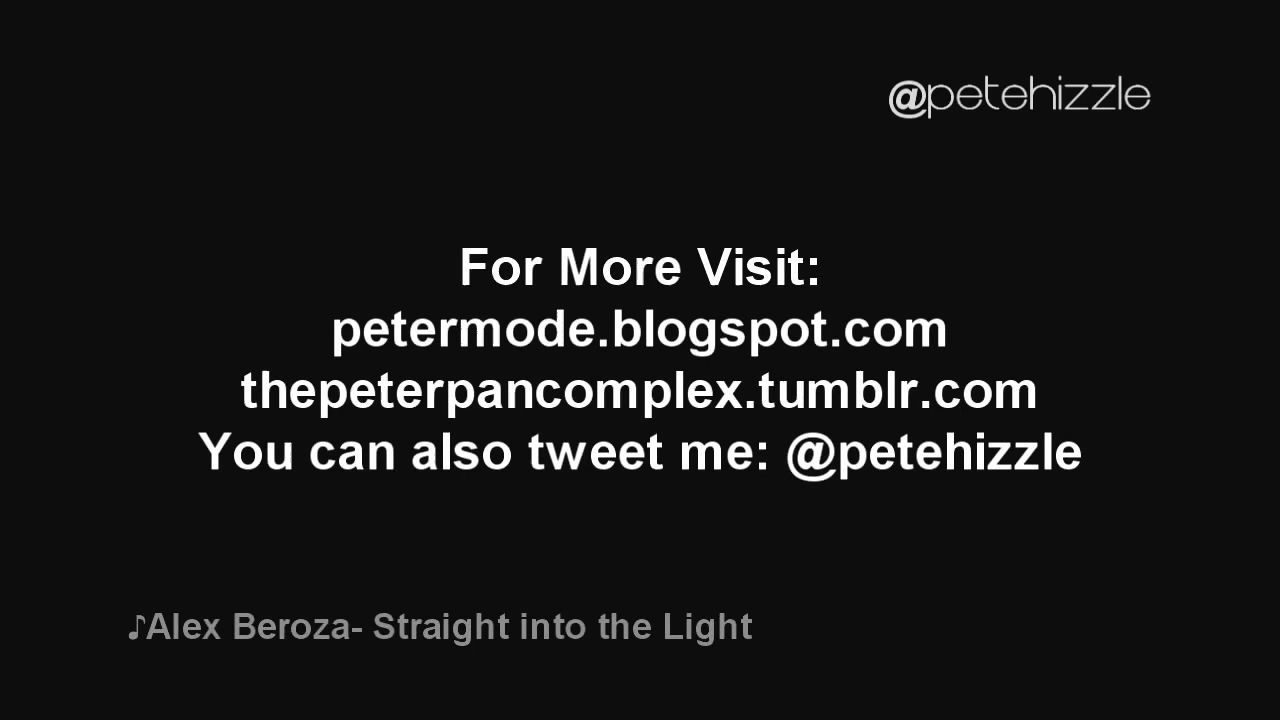 @petehizzle
For More Visit:
petermode.blogspot.com
thepeterpancomplex.tumblr.com
You can also tweet me: @petehizzle
♪Alex Beroza- Straight into the Light